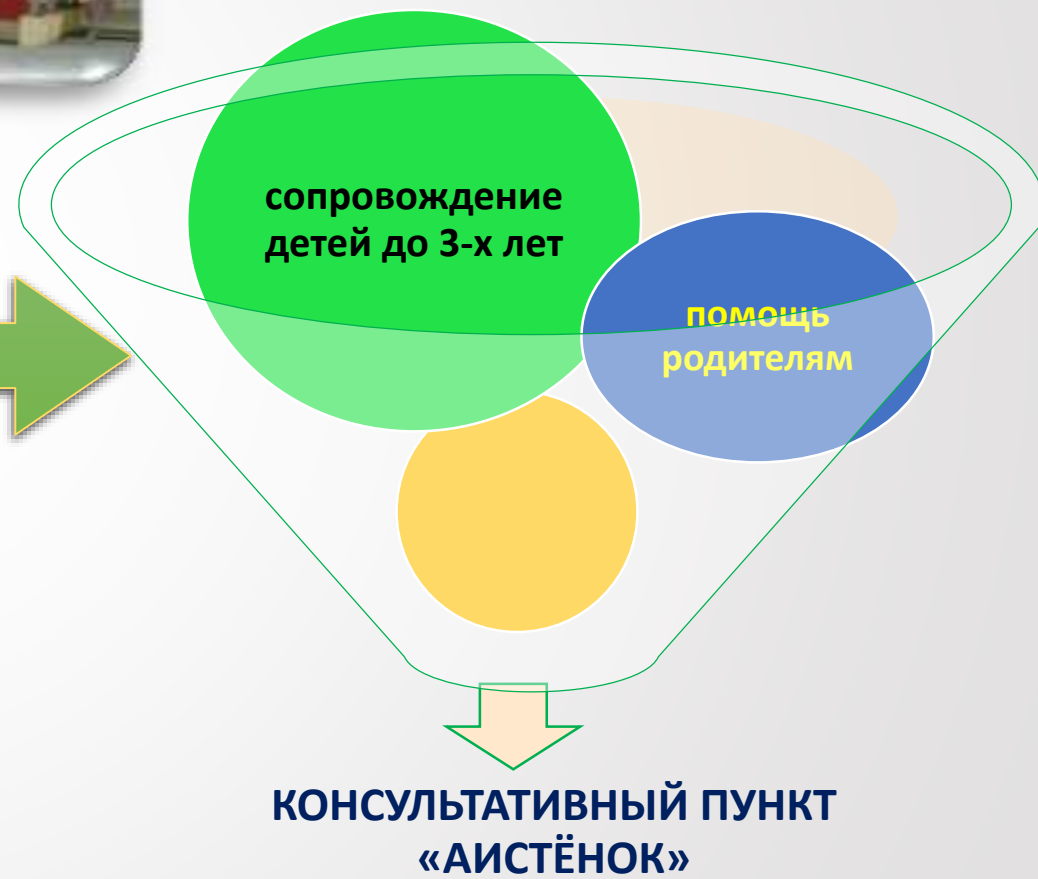 сопровождение
детей до 3-х лет
помощь
родителям
КОНСУЛЬТАТИВНЫЙ ПУНКТ
«АИСТЁНОК»